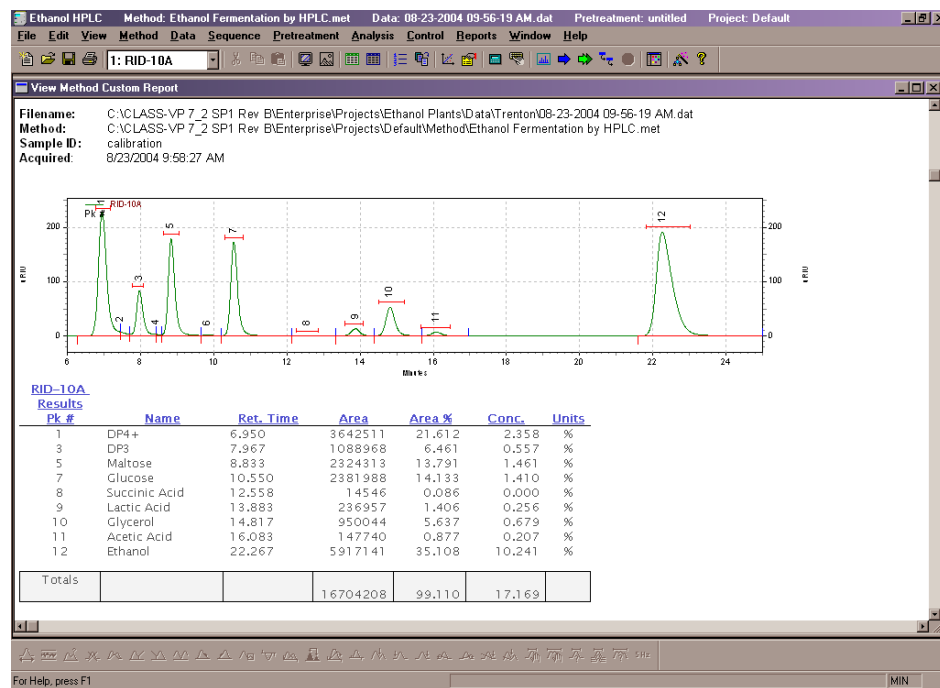 Ethanol HPLC Method: Ethanol Fermentation by HPLC.met Data: 08-23-2004 09-56-19 AM.dat Pretreatment: untitled Project: Default
File Edit View Method Data Sequence Pretreatment Analysis Control Reports Window Help
1: RID-10A
View Method Custom Report
Filename: C:\CLASS-VP 7_2 SP1 Rev B\Enterprise\Projects\Ethanol Plants\Data\Trenton\08-23-2004 09-56-19 AM.dat
Method: C:\CLASS-VP 7_2 SP1 Rev B\Enterprise\Projects\Default\Method\Ethanol Fermentation by HPLC.met
Sample ID: calibration
Acquired: 8/23/2004 9:58:27 AM
RID-10A
Pk #
1 2 3 4 5 6 7 8 9 10 11 12
200 200
uRIU uRIU
100 100
0 0
6 8 10 12 14 16 18 20 22 24
Minutes
RID-10A
Results
Pk # Name Ret. Time Area Area % Conc. Units
1 DP4+ 6.950 3642511 21.612 2.358 %
3 DP3 7.967 1088968 6.461 0.557 %
5 Maltose 8.833 2324313 13.791 1.461 %
7 Glucose 10.550 2381988 14.133 1.410 %
8 Succinic Acid 12.558 14546 0.086 0.000 %
9 Lactic Acid 13.883 236957 1.406 0.256 %
10 Glycerol 14.817 950044 5.637 0.679 %
11 Acetic Acid 16.083 147740 0.877 0.207 %
12 Ethanol 22.267 5917141 35.108 10.241 %
Totals
16704208 99.110 17.169
5Hz
For Help, press F1
MIN